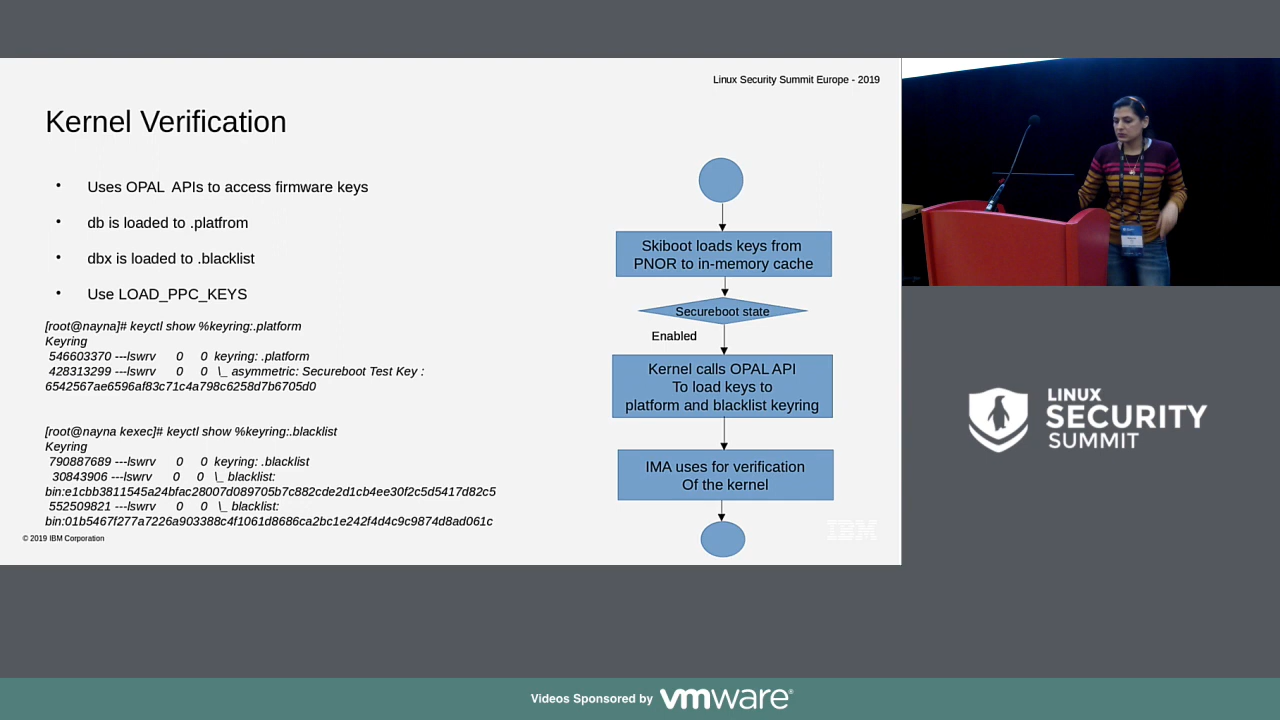 Linux Security Summit Europe - 2019
Kernel Verification
• Uses OPAL APIs to access firmware keys
• db is loaded to .platfrom
• dbx is loaded to .blacklist
• Use LOAD_PPC_KEYS
[root@nayna]# keyctl show %keyring:.platform
Keyring
546603370 ---lswrv 0 0 keyring: .platform
428313299 ---lswrv 0 0 \_ asymmetric: Secureboot Test Key :
6542567ae6596af83c71c4a798c6258d7b6705d0
[root@nayna kexec]# keyctl show %keyring:.blacklist
Keyring
790887689 ---lswrv 0 0 keyring: .blacklist
30843906 ---lswrv 0 0 \_ blacklist:
bin:e1cbb3811545a24bfac28007d089705b7c882cde2d1cb4ee30f2c5d5417d82c5
552509821 ---lswrv 0 0 \_ blacklist:
bin:01b5467f277a7226a903388c4f1061d8686ca2bc1e242f4d4c9c9874d8ad061c
© 2019 IBM Corporation
Skiboot loads keys from
PNOR to in-memory cache
Secureboot state
Enabled
Kernel calls OPAL API
To load keys to
platform and blacklist keyring
IMA uses for verification
Of the kernel
IBM
LINUX
SECURITY
SUMMIT
Videos Sponsored by vmware®